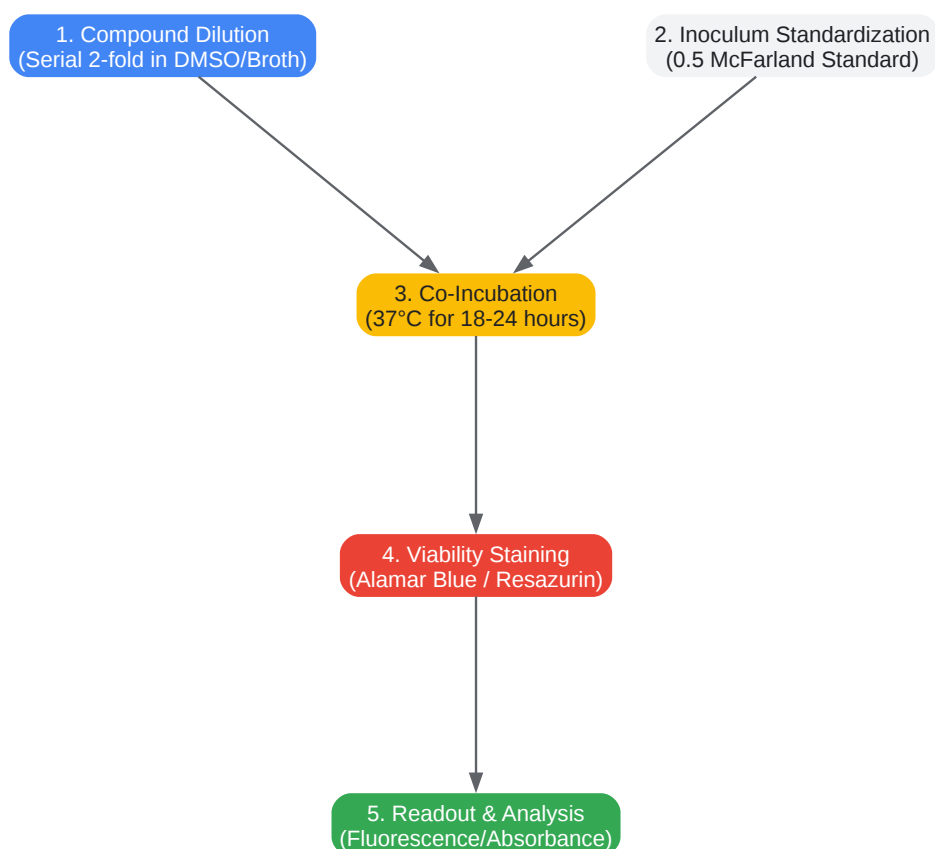 1. Compound Dilution
(Serial 2-fold in DMSO/Broth)
2. Inoculum Standardization
(0.5 McFarland Standard)
3. Co-Incubation
(37°C for 18-24 hours)
4. Viability Staining
(Alamar Blue / Resazurin)
5. Readout & Analysis
(Fluorescence/Absorbance)